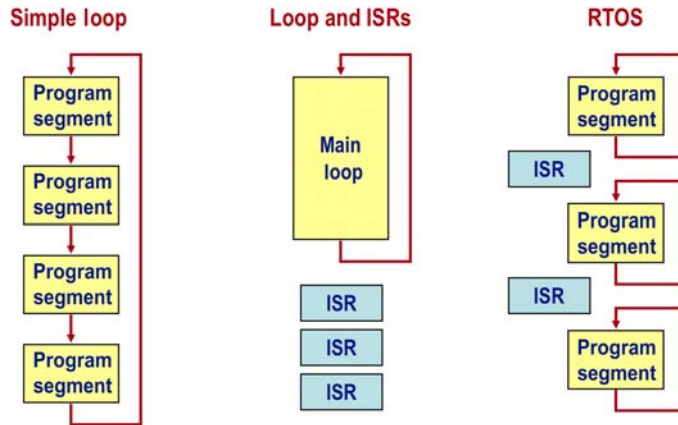 Simple loop
Program
segment
Program
segment
Program
segment
Program
segment
Loop and ISRs
Main
loop
ISR
ISR
ISR
RTOS
Program
segment
ISR
Program
segment
ISR
Program
segment